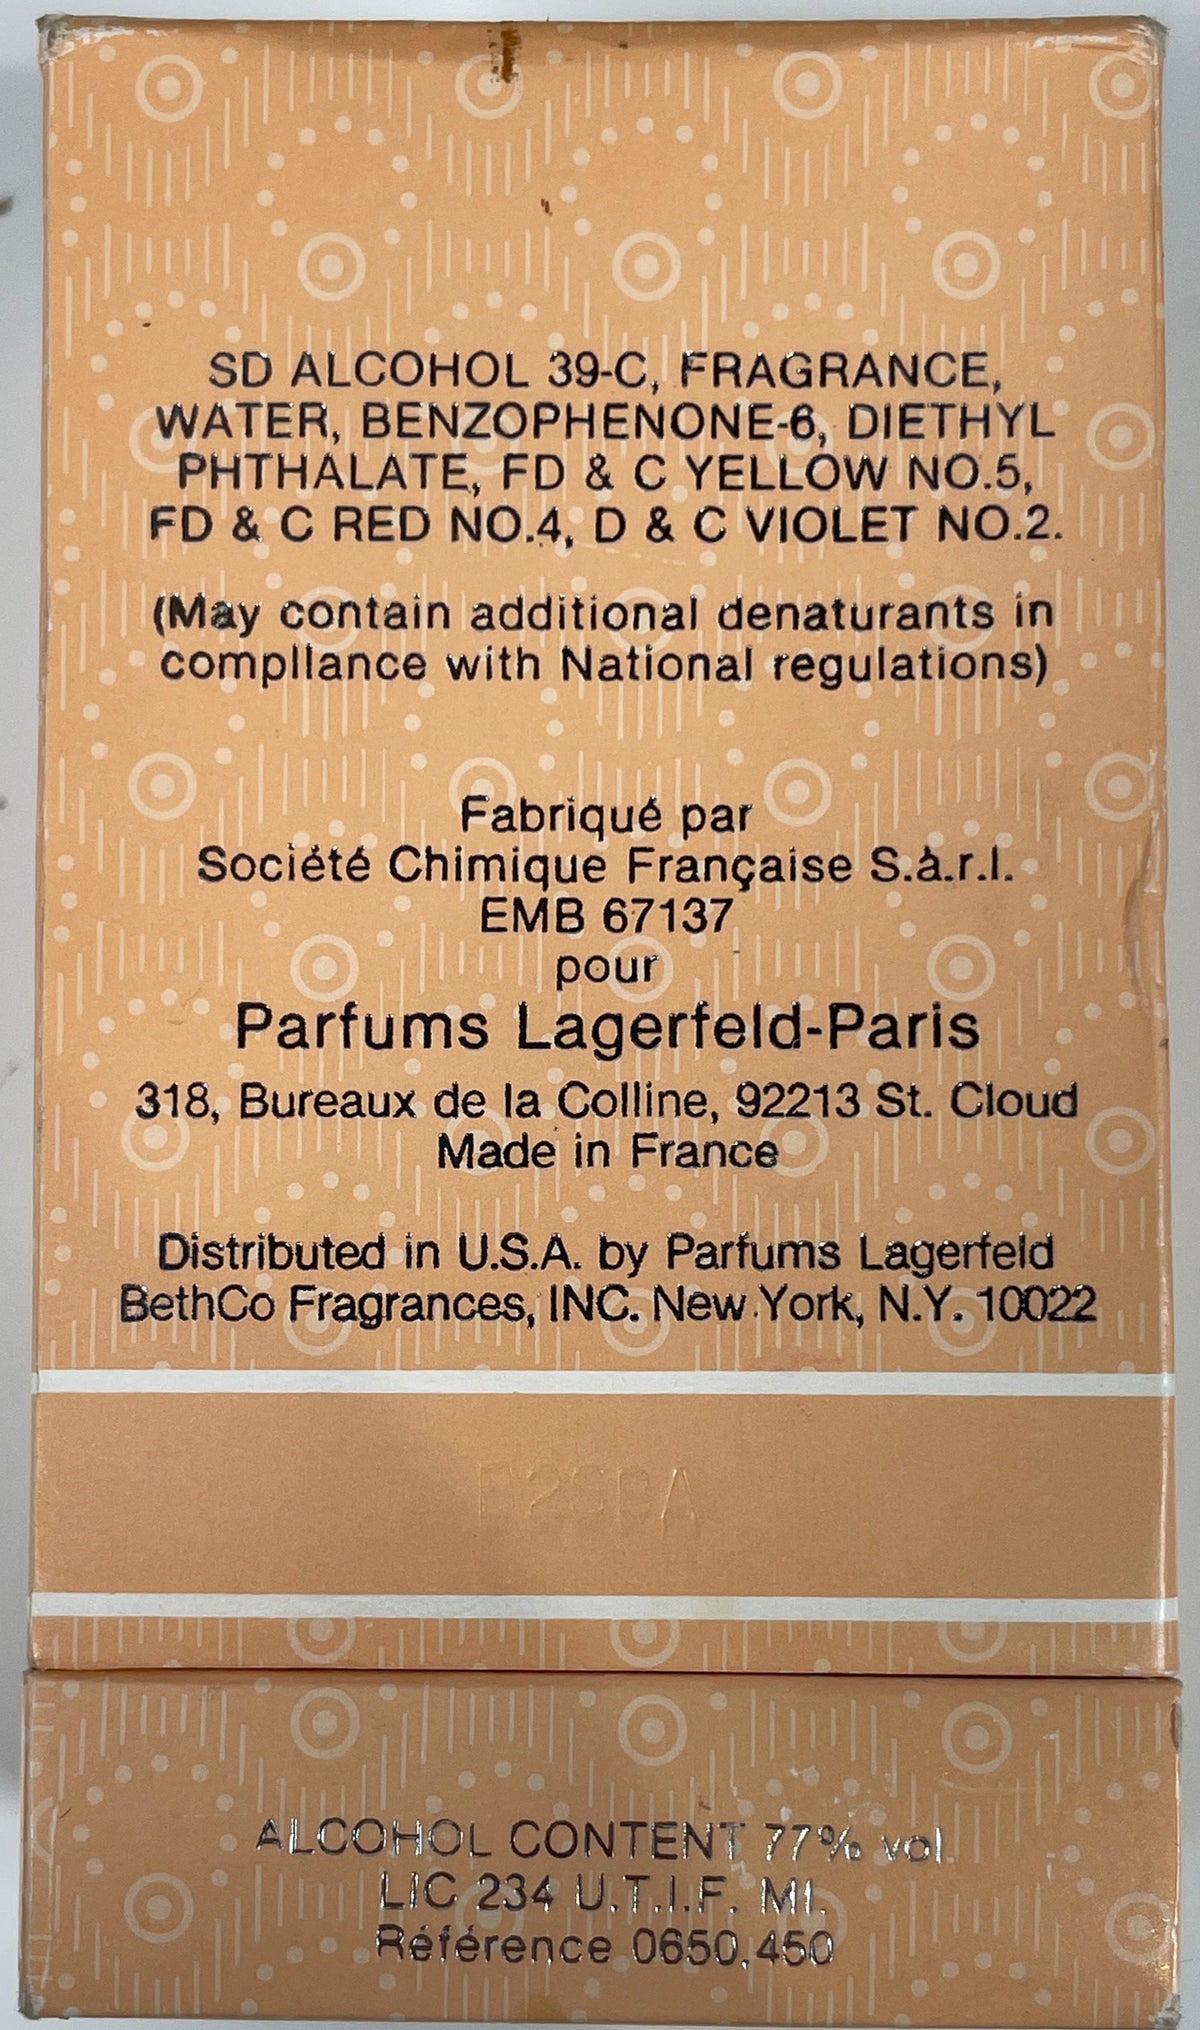 SD ALCOHOL 39-C, FRAGRANCE,
WATER, BENZOPHENONE-6, DIETHYL
PHTHALATE, FD & C YELLOW NO.5,
FD & C RED NO.4, D & C VIOLET NO.2.
(May contain additional denaturants in
compliance with National regulations)
Fabriqué par
Société Chimique Française S.à.r.l.
EMB 67137
pour
Parfums Lagerfeld-Paris
318, Bureaux de la Colline, 92213 St. Cloud
Made in France
Distributed in U.S.A. by Parfums Lagerfeld
BethCo Fragrances, INC. New York, N.Y. 10022
ALCOHOL CONTENT 77% vol
LIC 234 U.T.I.F. MI.
Référence 0650.450